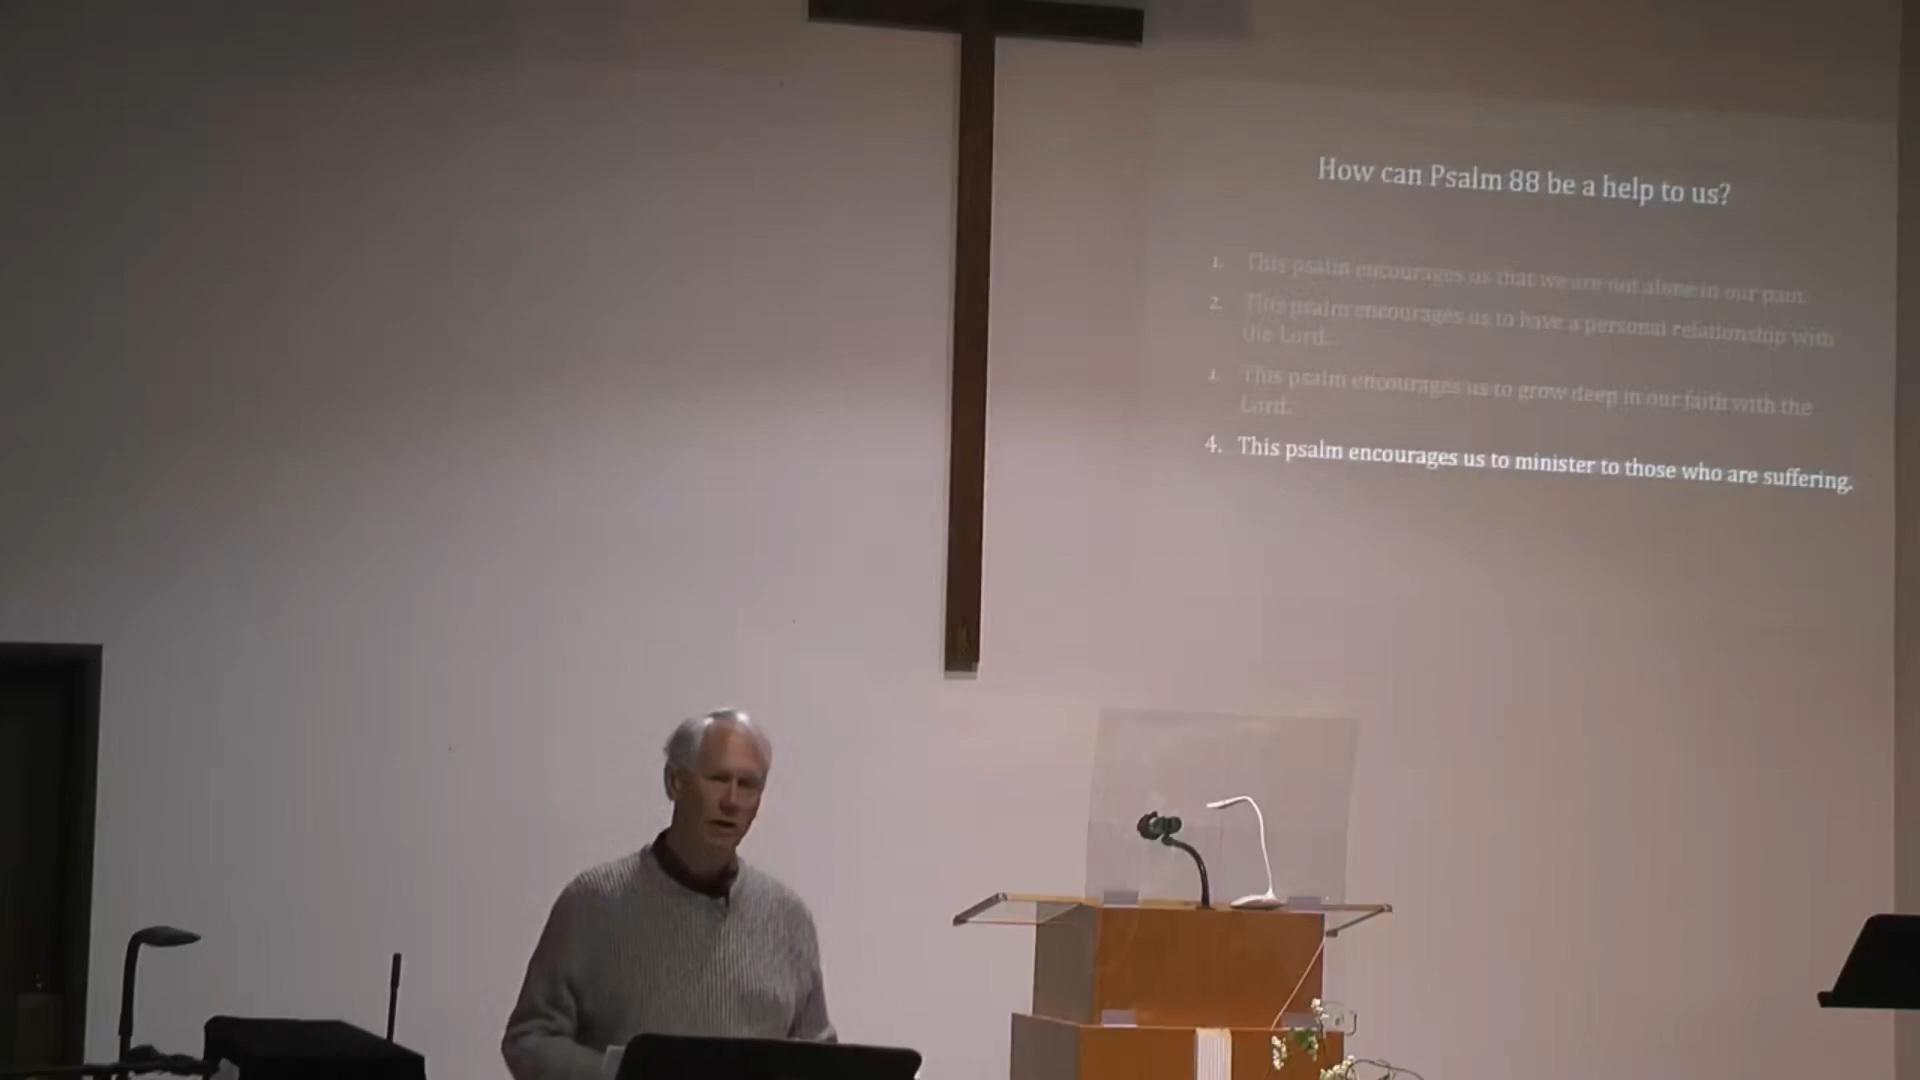 How can Psalm 88 be a help to us?
1. This psalm encourages us that we are not alone in our pain.
2. This psalm encourages us to have a personal relationship with
the Lord.
3. This psalm encourages us to grow deep in our faith with the
Lord.
4. This psalm encourages us to minister to those who are suffering.